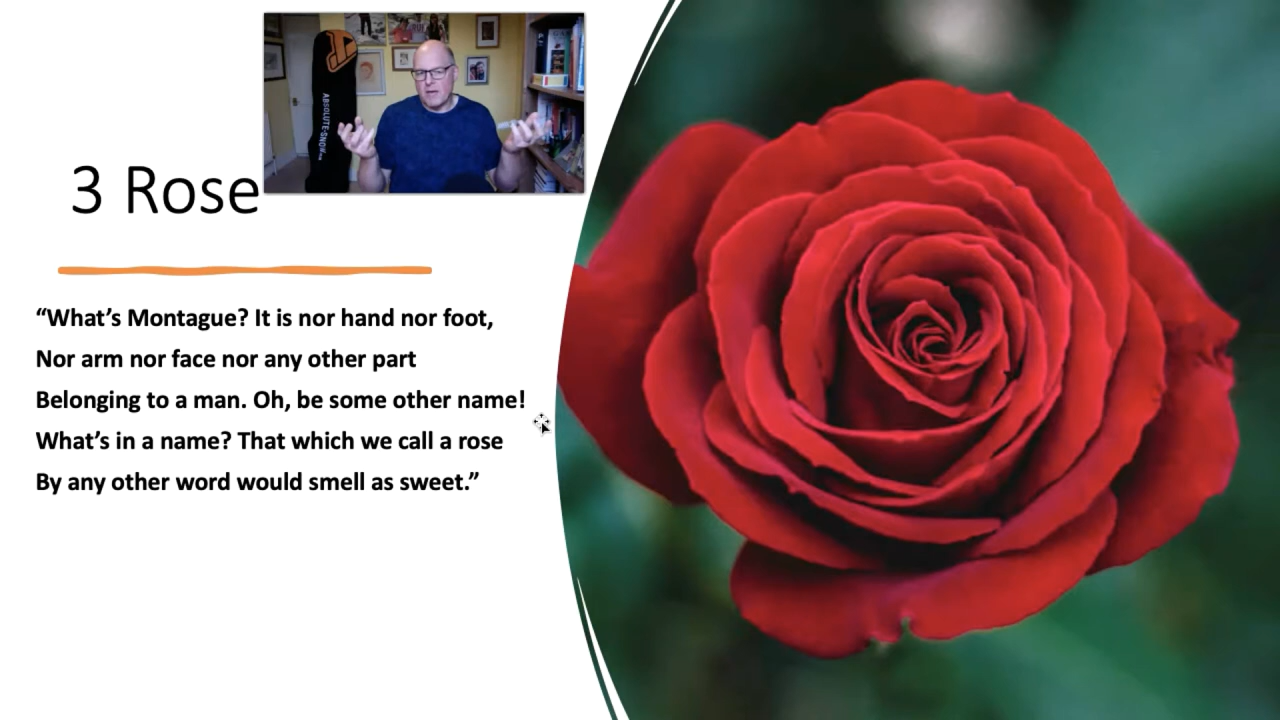 ABSOLUTE-SNOW
3 Rose
“What’s Montague? It is nor hand nor foot,
Nor arm nor face nor any other part
Belonging to a man. Oh, be some other name!
What’s in a name? That which we call a rose
By any other word would smell as sweet.”